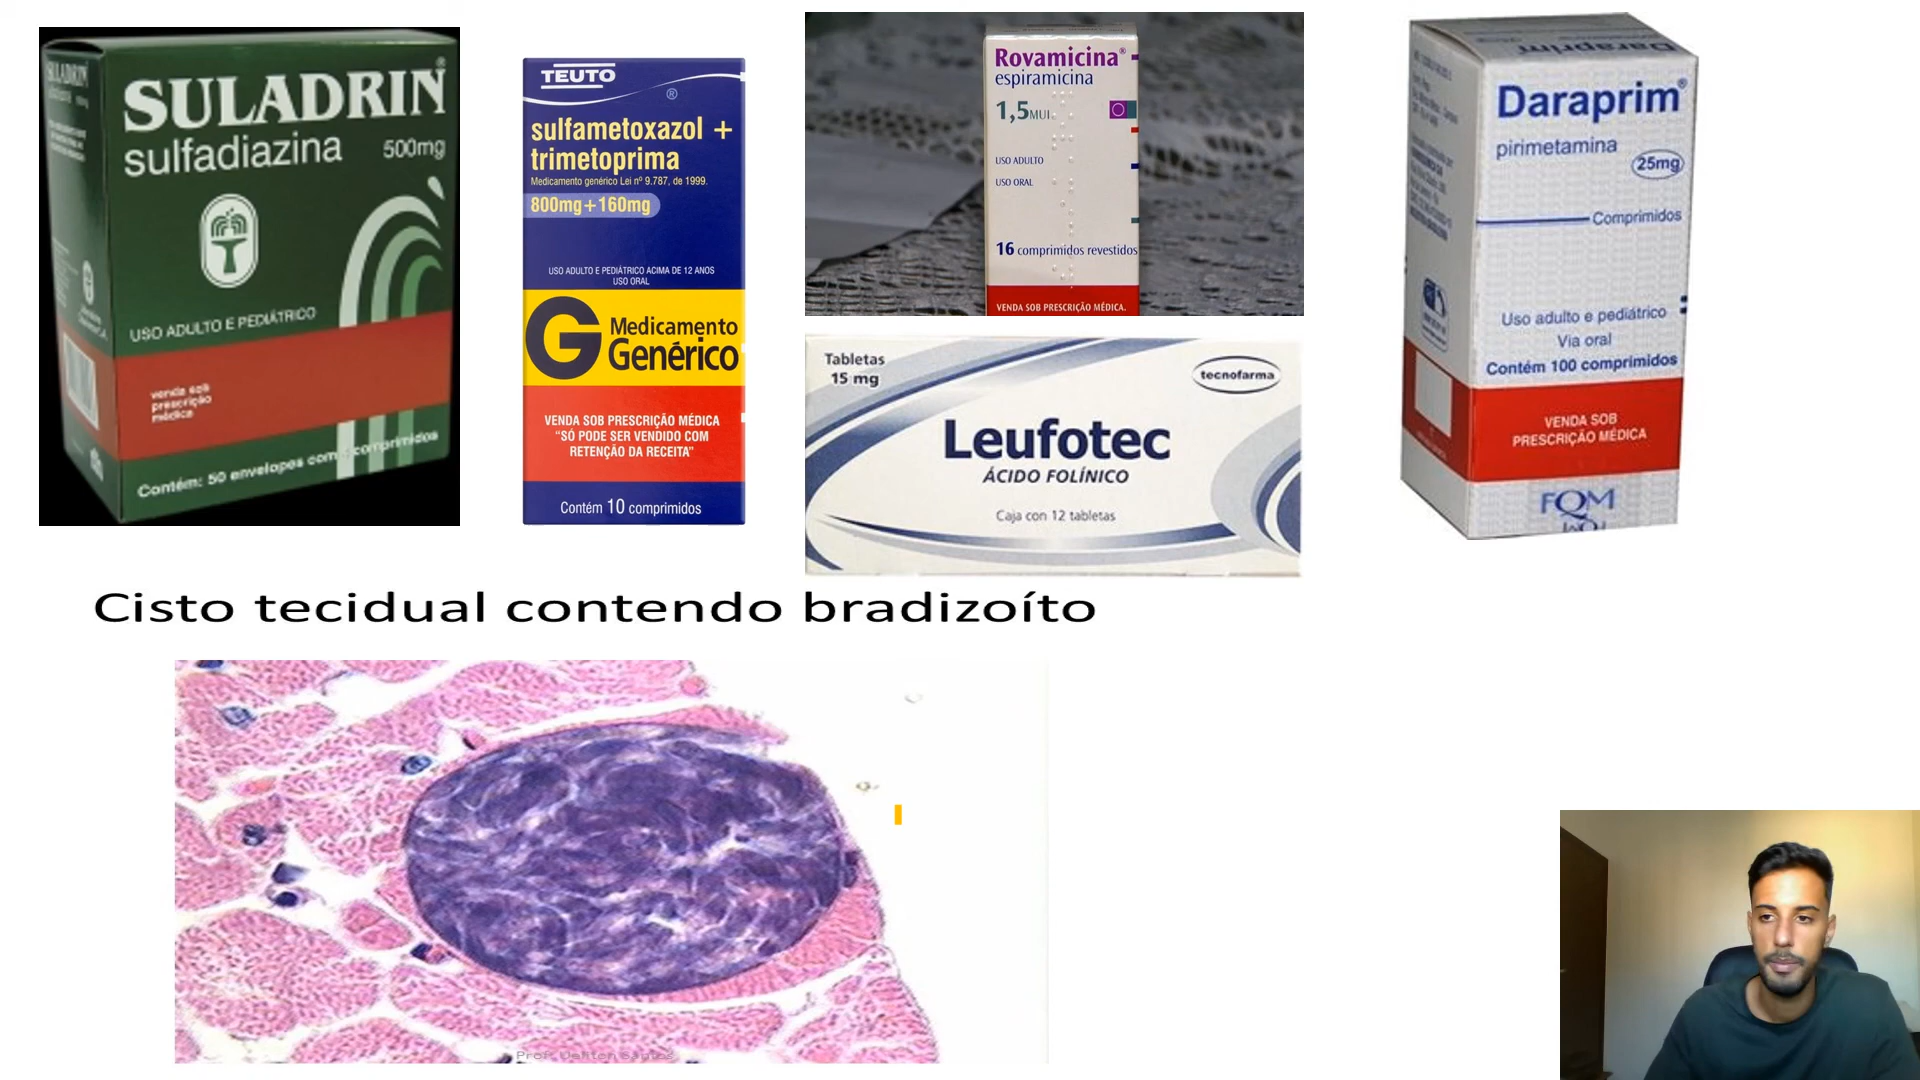 SULADRIN®
sulfadiazina 500mg
USO ADULTO E PEDIÁTRICO
venda sob
prescrição
médica
Contém: 50 envelopes com comprimidos
TEUTO
®
sulfametoxazol +
trimetoprima
Medicamento genérico Lei nº 9.787, de 1999.
800mg+160mg
USO ADULTO E PEDIÁTRICO ACIMA DE 12 ANOS
USO ORAL
G Medicamento
Genérico
VENDA SOB PRESCRIÇÃO MÉDICA
“SÓ PODE SER VENDIDO COM
RETENÇÃO DA RECEITA”
Contém 10 comprimidos
Rovamicina®
espiramicina
1,5MUI
USO ADULTO
USO ORAL
16 comprimidos revestidos
VENDA SOB PRESCRIÇÃO MÉDICA.
Tabletas
15 mg
tecnofarma
Leufotec
ÁCIDO FOLÍNICO
Caja con 12 tabletas
Daraprim
Daraprim®
pirimetamina
25mg
Comprimidos
Uso adulto e pediátrico
Via oral
Contém 100 comprimidos
VENDA SOB
PRESCRIÇÃO MÉDICA
FQM
Cisto tecidual contendo bradizoíto